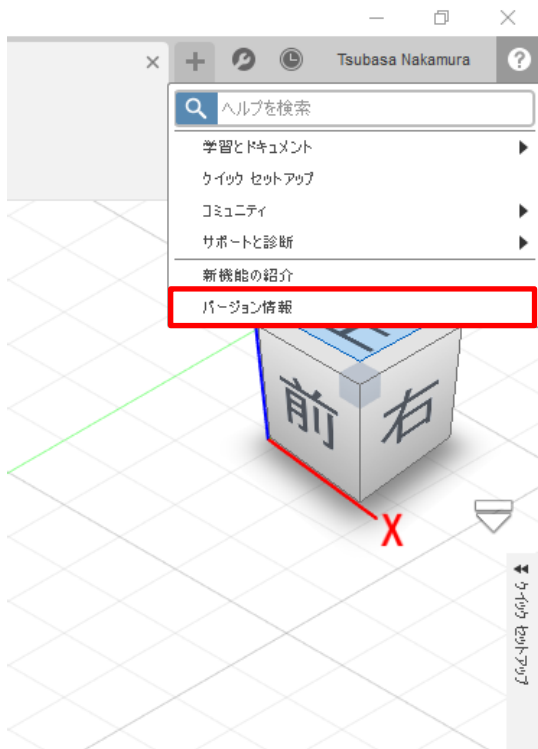 Tsubasa Nakamura
?
ヘルプを検索
学習とドキュメント
クイック セットアップ
コミュニティ
サポートと診断
新機能の紹介
バージョン情報
上
前
右
X
クイック セットアップ